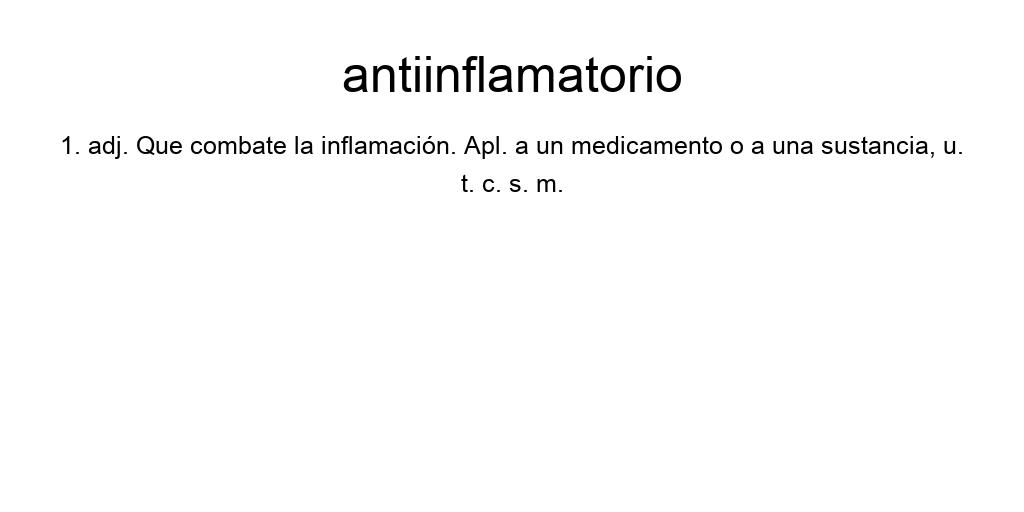 antiinflamatorio
1. adj. Que combate la inflamación. Apl. a un medicamento o a una sustancia, u.
t. c. s. m.